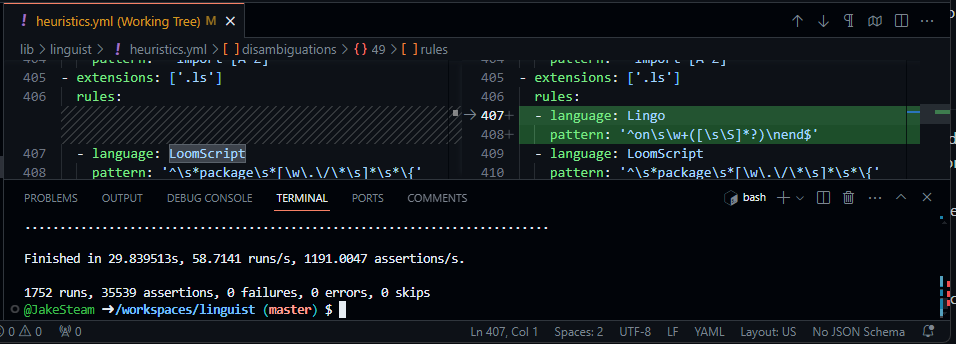 ! heuristics.yml (Working Tree) M ×
lib > linguist > ! heuristics.yml > [ ] disambiguations > {} 49 > [ ] rules
404 pattern: '^import [A-Z]'
405 - extensions: ['.ls']
406 rules:
407 - language: LoomScript
408 pattern: '^\s*package\s*[\w\.\/\*\s]*\s*\{'
404 pattern: '^import [A-Z]'
405 - extensions: ['.ls']
406 rules:
407+ - language: Lingo
408+ pattern: '^on\s\w+([\s\S]*?)\nend$'
409 - language: LoomScript
410 pattern: '^\s*package\s*[\w\.\/\*\s]*\s*\{'
PROBLEMS OUTPUT DEBUG CONSOLE TERMINAL PORTS COMMENTS bash
...........................................................................
Finished in 29.839513s, 58.7141 runs/s, 1191.0047 assertions/s.
1752 runs, 35539 assertions, 0 failures, 0 errors, 0 skips
@JakeSteam ➜/workspaces/linguist (master) $
0 0 0 Ln 407, Col 1 Spaces: 2 UTF-8 LF YAML Layout: US No JSON Schema